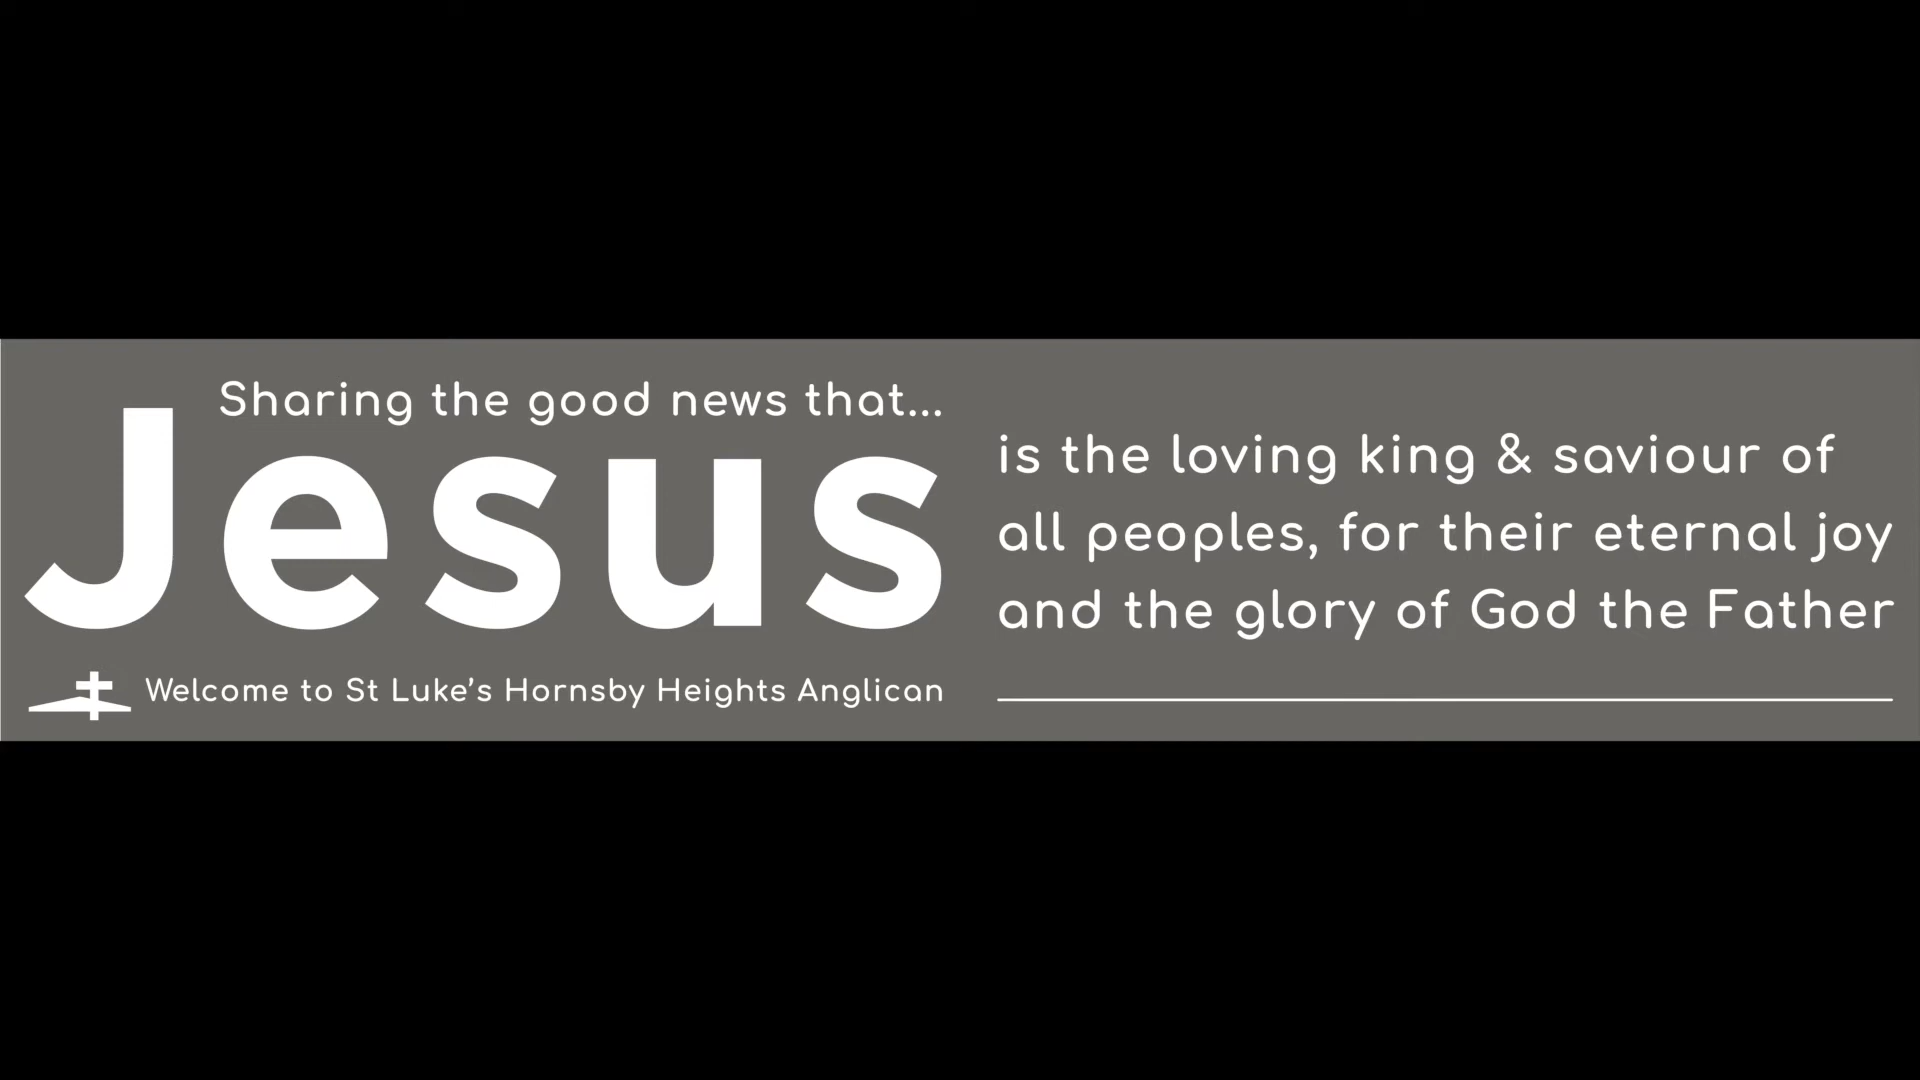 Sharing the good news that...
Jesus
is the loving king & saviour of
all peoples, for their eternal joy
and the glory of God the Father
Welcome to St Luke’s Hornsby Heights Anglican